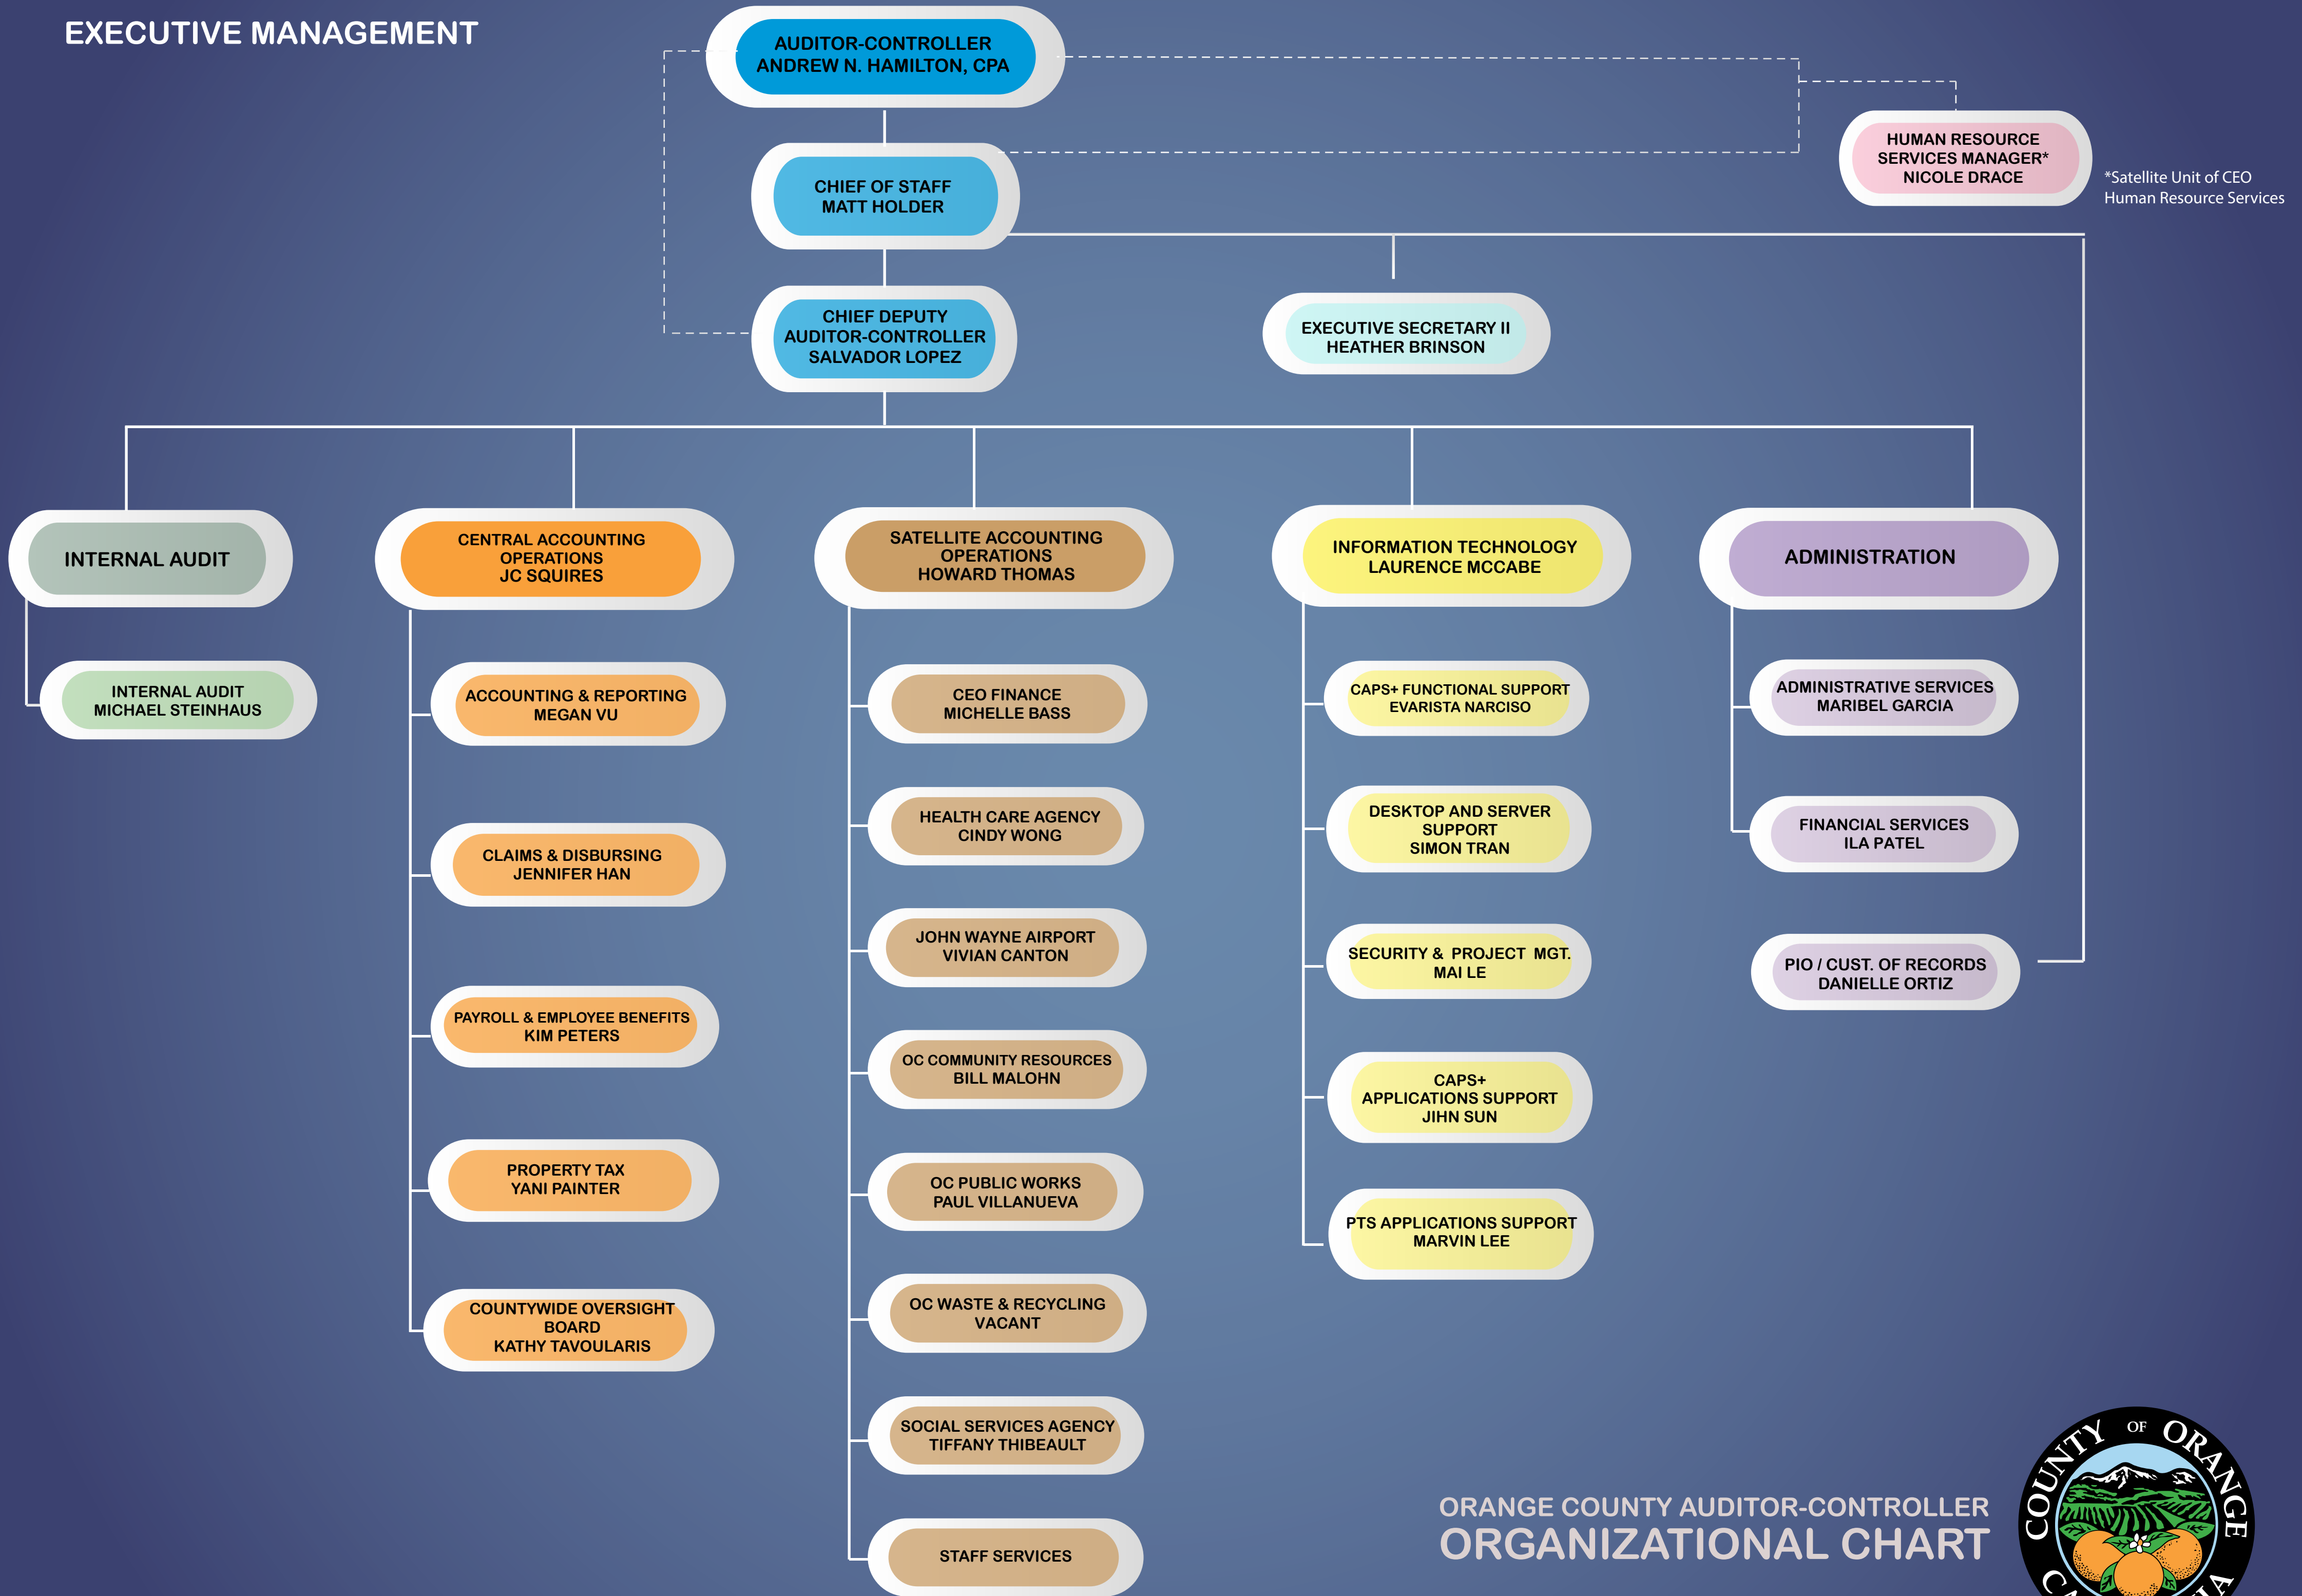 EXECUTIVE MANAGEMENT
AUDITOR-CONTROLLER
ANDREW N. HAMILTON, CPA
HUMAN RESOURCE
SERVICES MANAGER*
NICOLE DRACE
*Satellite Unit of CEO
Human Resource Services
CHIEF OF STAFF
MATT HOLDER
CHIEF DEPUTY
AUDITOR-CONTROLLER
SALVADOR LOPEZ
EXECUTIVE SECRETARY II
HEATHER BRINSON
INTERNAL AUDIT
INTERNAL AUDIT
MICHAEL STEINHAUS
CENTRAL ACCOUNTING
OPERATIONS
JC SQUIRES
ACCOUNTING & REPORTING
MEGAN VU
CLAIMS & DISBURSING
JENNIFER HAN
PAYROLL & EMPLOYEE BENEFITS
KIM PETERS
PROPERTY TAX
YANI PAINTER
COUNTYWIDE OVERSIGHT
BOARD
KATHY TAVOULARIS
SATELLITE ACCOUNTING
OPERATIONS
HOWARD THOMAS
CEO FINANCE
MICHELLE BASS
HEALTH CARE AGENCY
CINDY WONG
JOHN WAYNE AIRPORT
VIVIAN CANTON
OC COMMUNITY RESOURCES
BILL MALOHN
OC PUBLIC WORKS
PAUL VILLANUEVA
OC WASTE & RECYCLING
VACANT
SOCIAL SERVICES AGENCY
TIFFANY THIBEAULT
STAFF SERVICES
INFORMATION TECHNOLOGY
LAURENCE MCCABE
CAPS+ FUNCTIONAL SUPPORT
EVARISTA NARCISO
DESKTOP AND SERVER
SUPPORT
SIMON TRAN
SECURITY & PROJECT MGT.
MAI LE
CAPS+
APPLICATIONS SUPPORT
JIHN SUN
PTS APPLICATIONS SUPPORT
MARVIN LEE
ADMINISTRATION
ADMINISTRATIVE SERVICES
MARIBEL GARCIA
FINANCIAL SERVICES
ILA PATEL
PIO / CUST. OF RECORDS
DANIELLE ORTIZ
ORANGE COUNTY AUDITOR-CONTROLLER
ORGANIZATIONAL CHART
COUNTY OF ORANGE